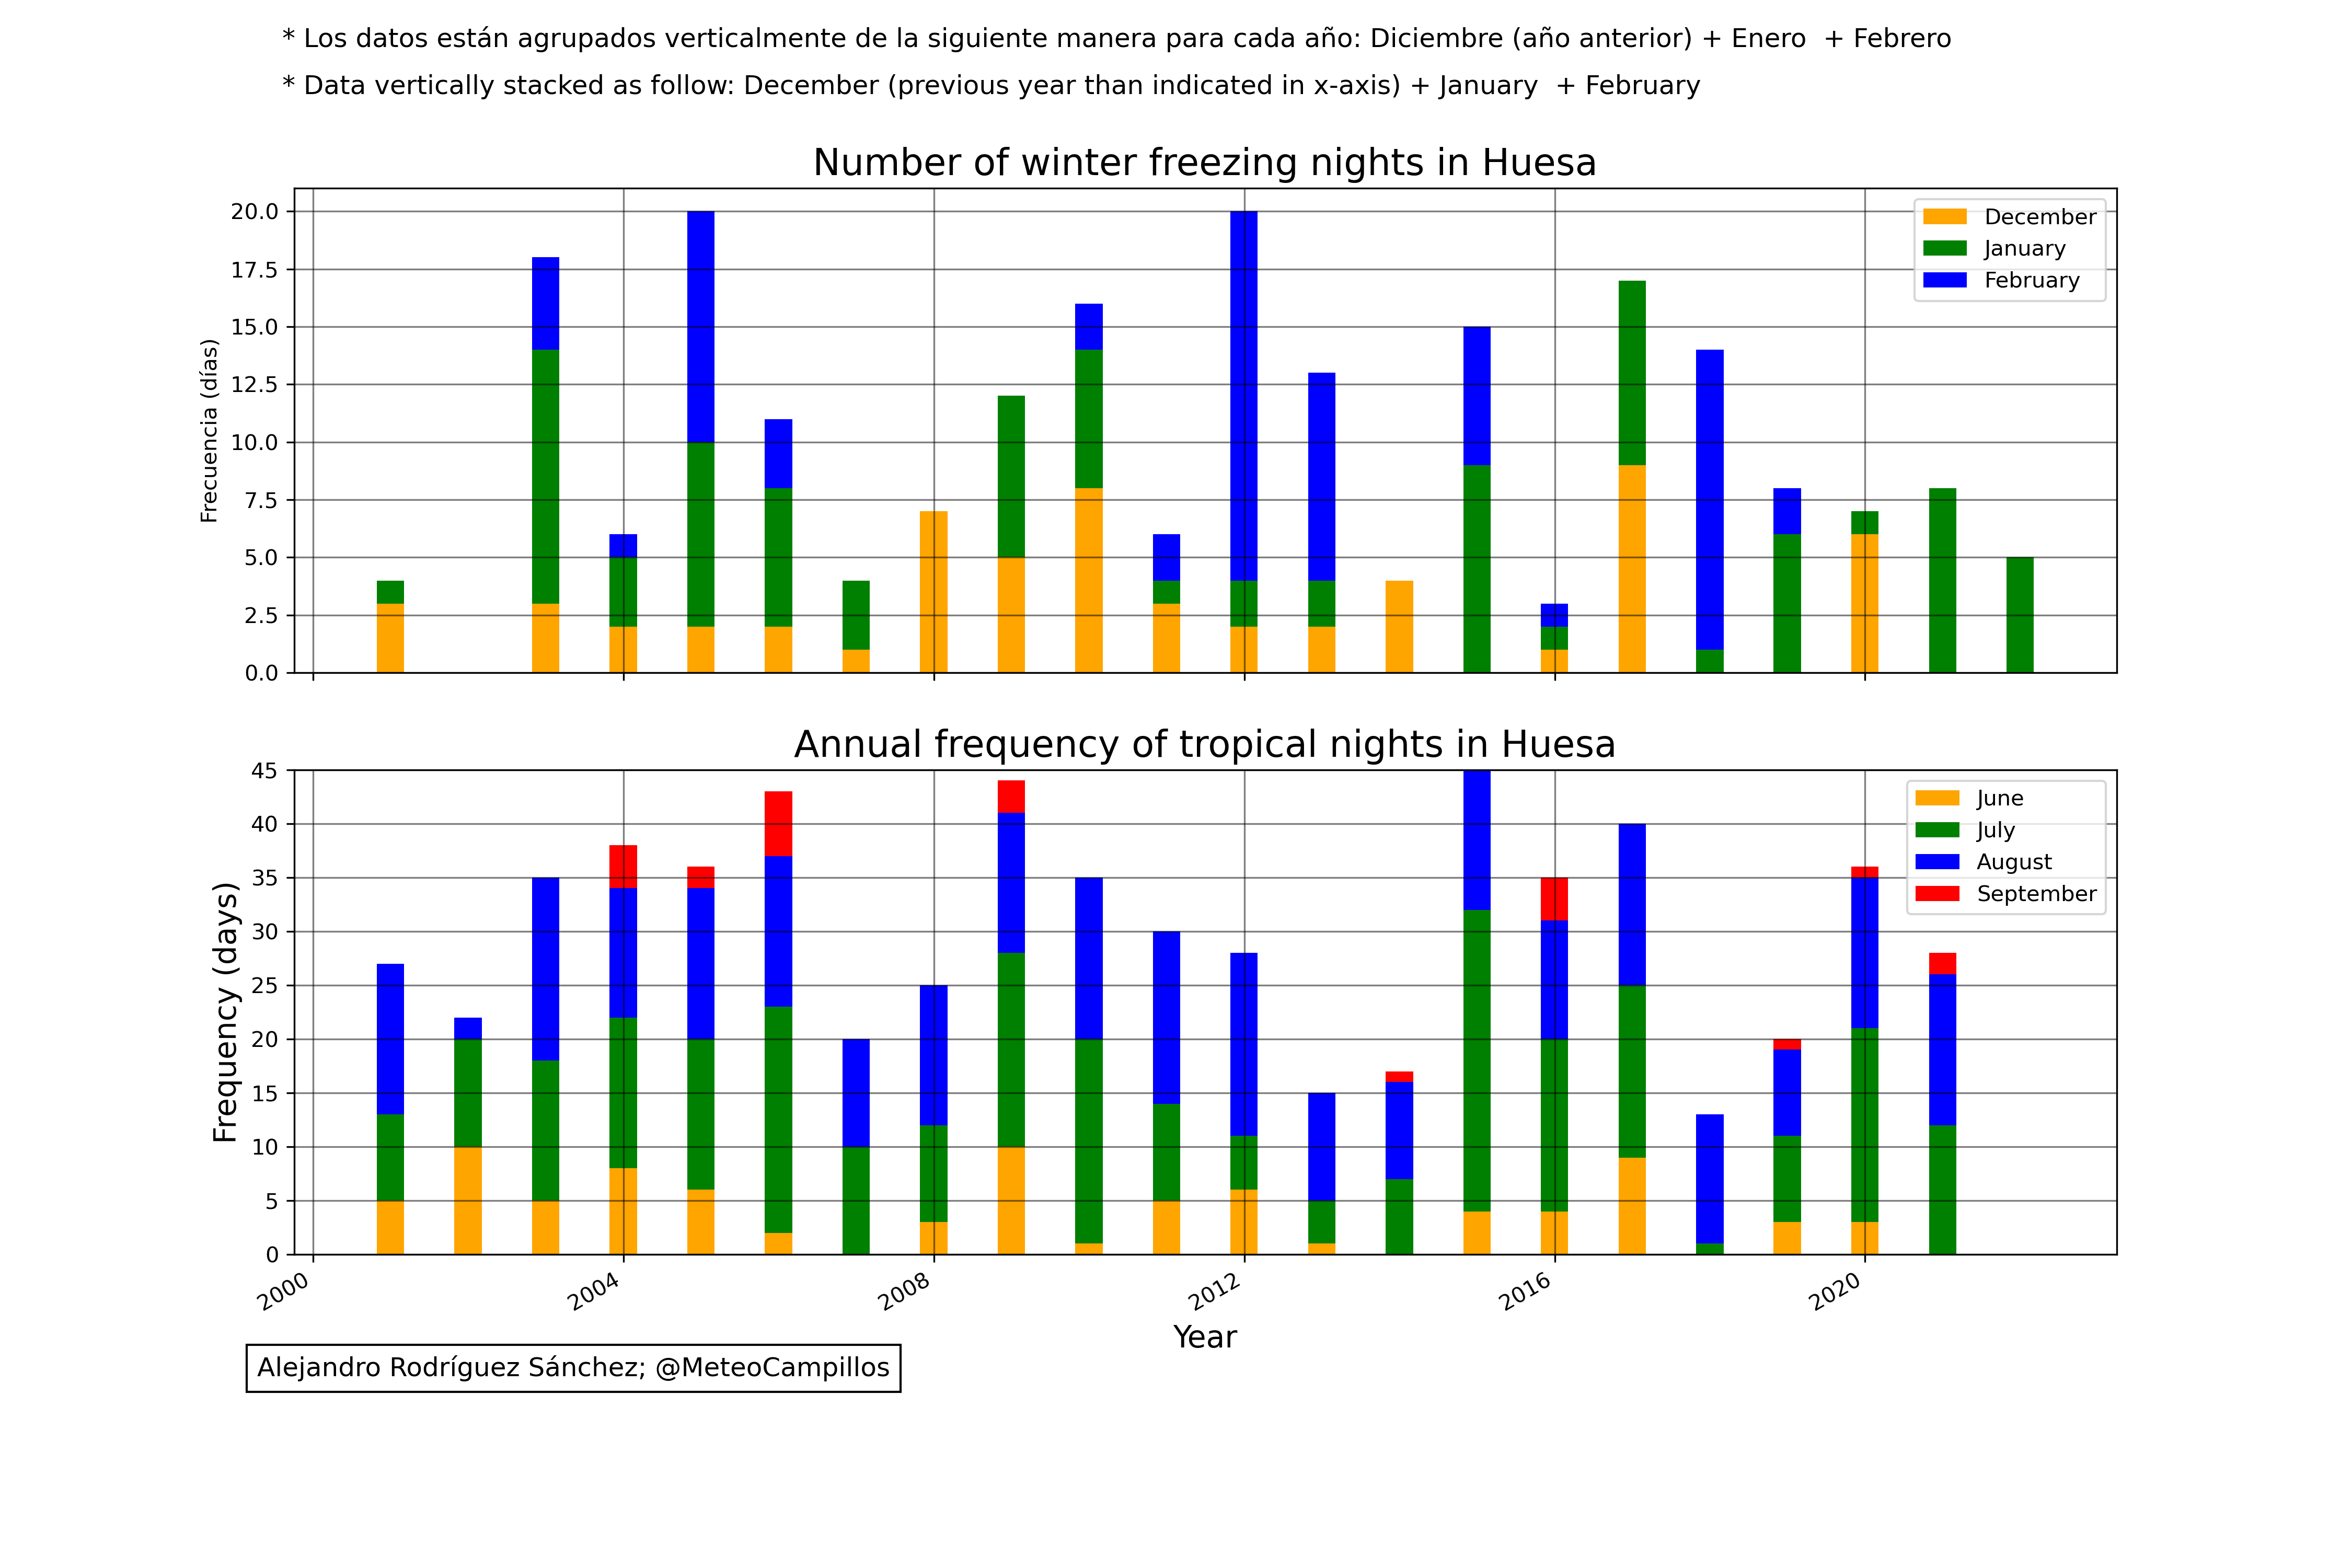 * Los datos están agrupados verticalmente de la siguiente manera para cada año: Diciembre (año anterior) + Enero  + Febrero
* Data vertically stacked as follow: December (previous year than indicated in x-axis) + January  + February
Number of winter freezing nights in Huesa
Frecuencia (días)
20.0
17.5
15.0
12.5
10.0
7.5
5.0
2.5
0.0
December
January
February
Annual frequency of tropical nights in Huesa
Frequency (days)
45
40
35
30
25
20
15
10
5
0
June
July
August
September
2000
2004
2008
2012
2016
2020
Year
Alejandro Rodríguez Sánchez; @MeteoCampillos